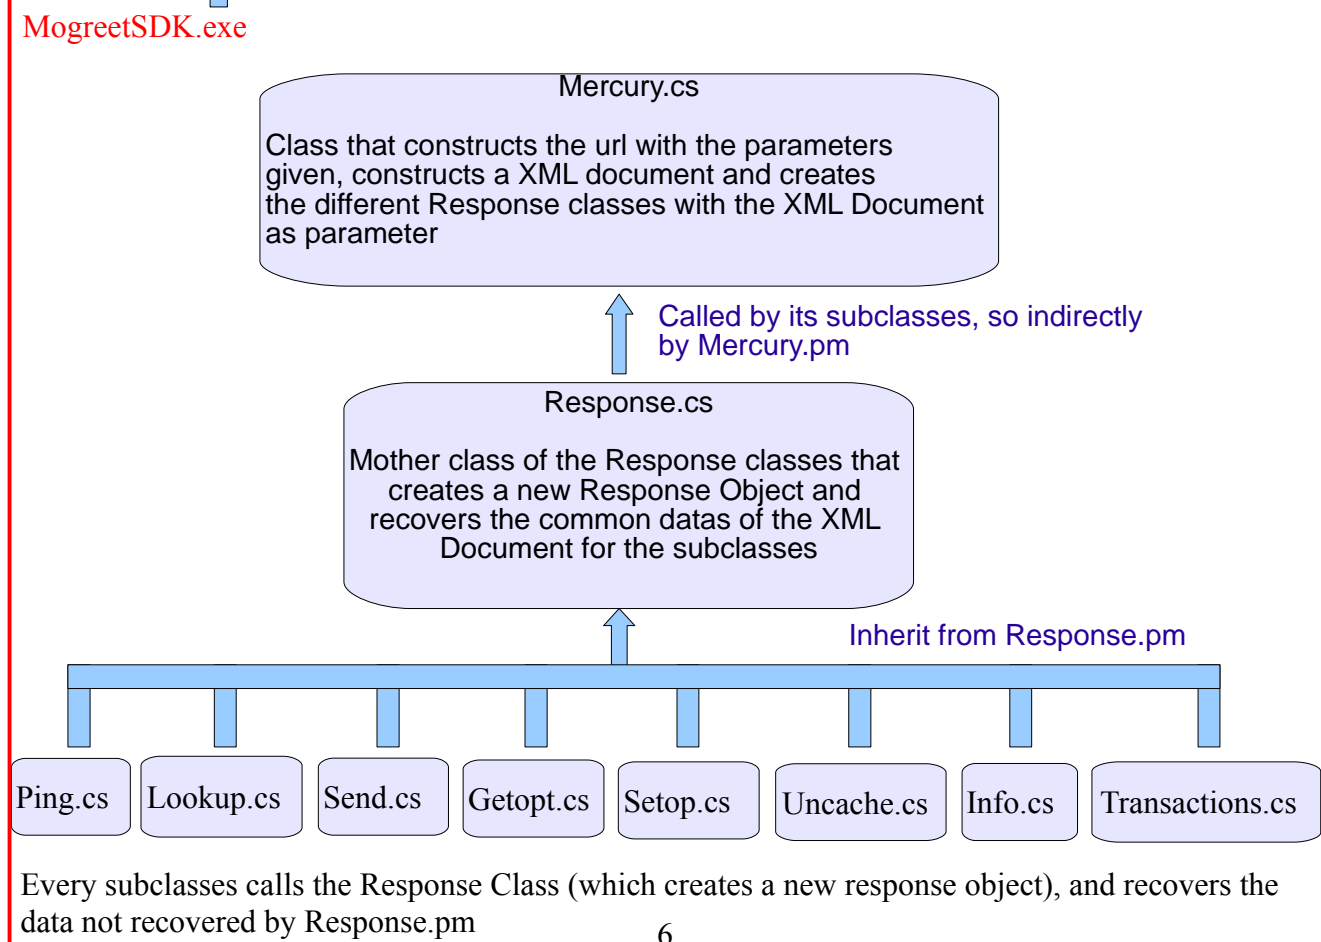 MogreetSDK.exe
Mercury.cs
Class that constructs the url with the parameters
given, constructs a XML document and creates
the different Response classes with the XML Document
as parameter
Called by its subclasses, so indirectly
by Mercury.pm
Response.cs
Mother class of the Response classes that
creates a new Response Object and
recovers the common datas of the XML
Document for the subclasses
Inherit from Response.pm
Ping.cs
Lookup.cs
Send.cs
Getopt.cs
Setop.cs
Uncache.cs
Info.cs
Transactions.cs
Every subclasses calls the Response Class (which creates a new response object), and recovers the
data not recovered by Response.pm
6